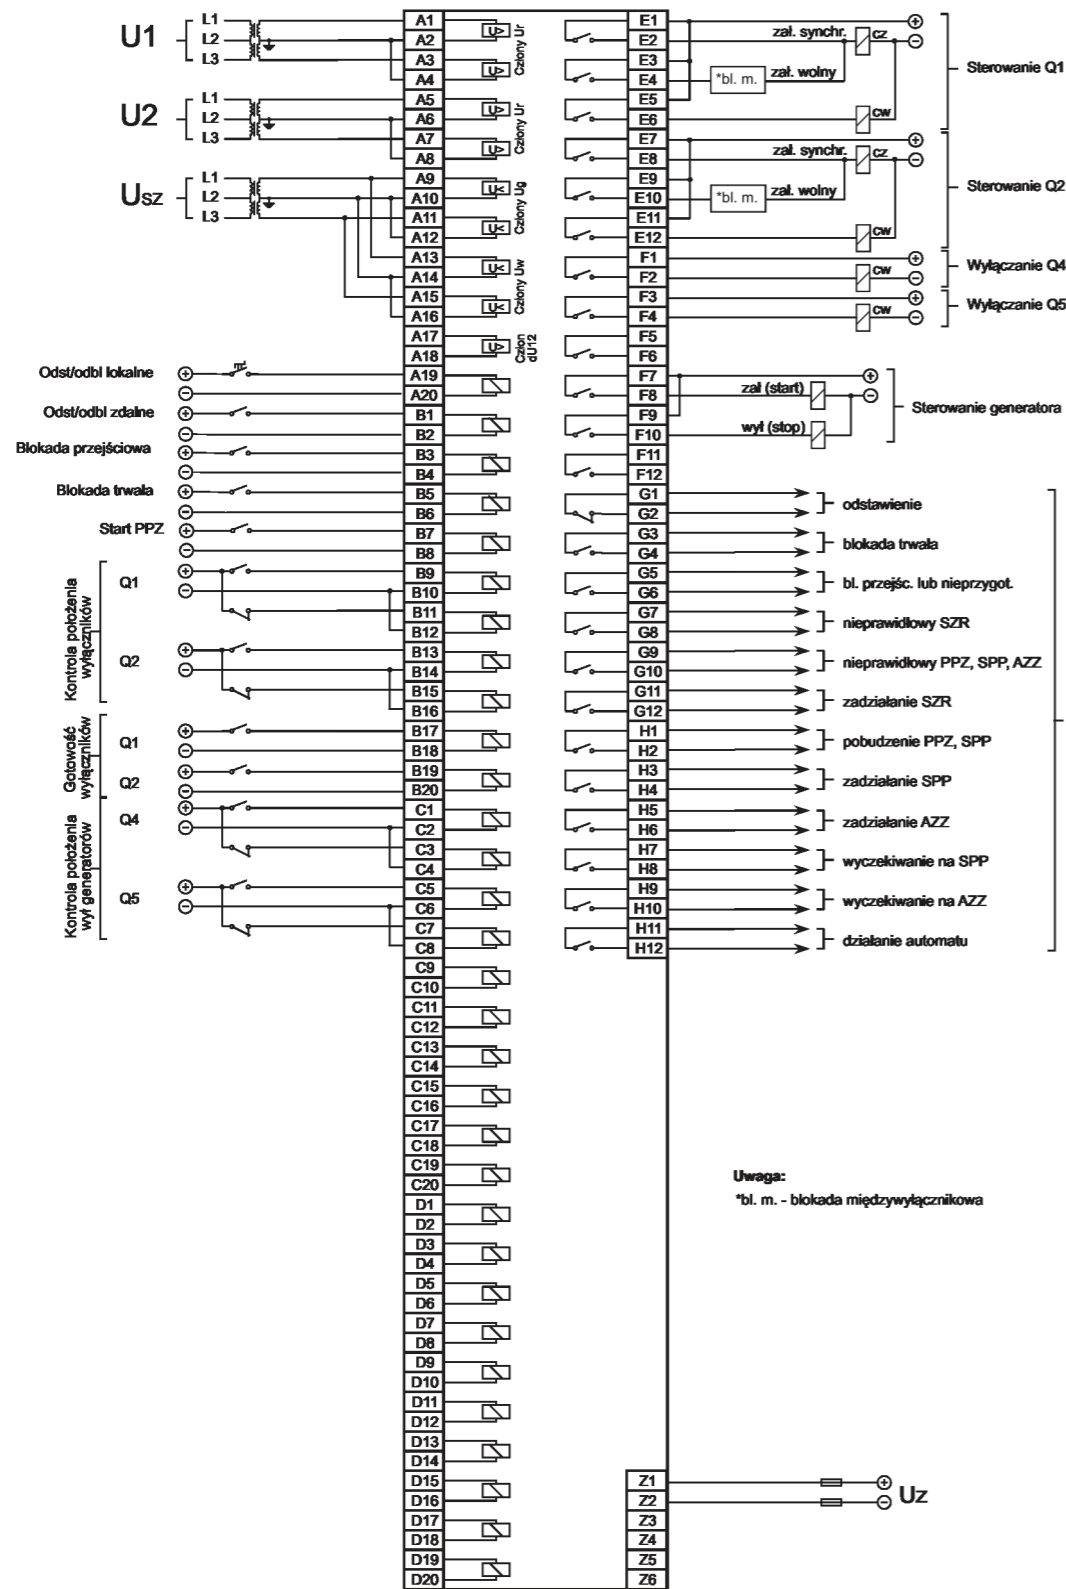 U1
L1
L2
L3
U2
L1
L2
L3
USZ
L1
L2
L3
Odst/odbl lokalne
Odst/odbl zdalne
Blokada przejściowa
Blokada trwała
Start PPZ
Kontrola położenia
wyłączników
Q1
Q2
Gotowość
wyłączników
Q1
Q2
Kontrola położenia
wył generatorów
Q4
Q5
A1
A2
A3
A4
A5
A6
A7
A8
A9
A10
A11
A12
A13
A14
A15
A16
A17
A18
A19
A20
B1
B2
B3
B4
B5
B6
B7
B8
B9
B10
B11
B12
B13
B14
B15
B16
B17
B18
B19
B20
C1
C2
C3
C4
C5
C6
C7
C8
C9
C10
C11
C12
C13
C14
C15
C16
C17
C18
C19
C20
D1
D2
D3
D4
D5
D6
D7
D8
D9
D10
D11
D12
D13
D14
D15
D16
D17
D18
D19
D20
U>
U>
Człony Ur
U>
U>
Człony Ur
U<
U<
Człony Ug
U<
U<
Człony Uw
U>
Człon
dU12
E1
E2
E3
E4
E5
E6
E7
E8
E9
E10
E11
E12
F1
F2
F3
F4
F5
F6
F7
F8
F9
F10
F11
F12
G1
G2
G3
G4
G5
G6
G7
G8
G9
G10
G11
G12
H1
H2
H3
H4
H5
H6
H7
H8
H9
H10
H11
H12
Z1
Z2
Z3
Z4
Z5
Z6
zał. synchr.
CZ
*bl. m.
zał. wolny
CW
Sterowanie Q1
zał. synchr.
CZ
*bl. m.
zał. wolny
CW
Sterowanie Q2
CW
Wyłączanie Q4
CW
Wyłączanie Q5
zał (start)
wył (stop)
Sterowanie generatora
odstawienie
blokada trwała
bl. przejśc. lub nieprzygot.
nieprawidłowy SZR
nieprawidłowy PPZ, SPP, AZZ
zadziałanie SZR
pobudzenie PPZ, SPP
zadziałanie SPP
zadziałanie AZZ
wyczekiwanie na SPP
wyczekiwanie na AZZ
działanie automatu
Uwaga:
*bl. m. - blokada międzywyłącznikowa
UZ